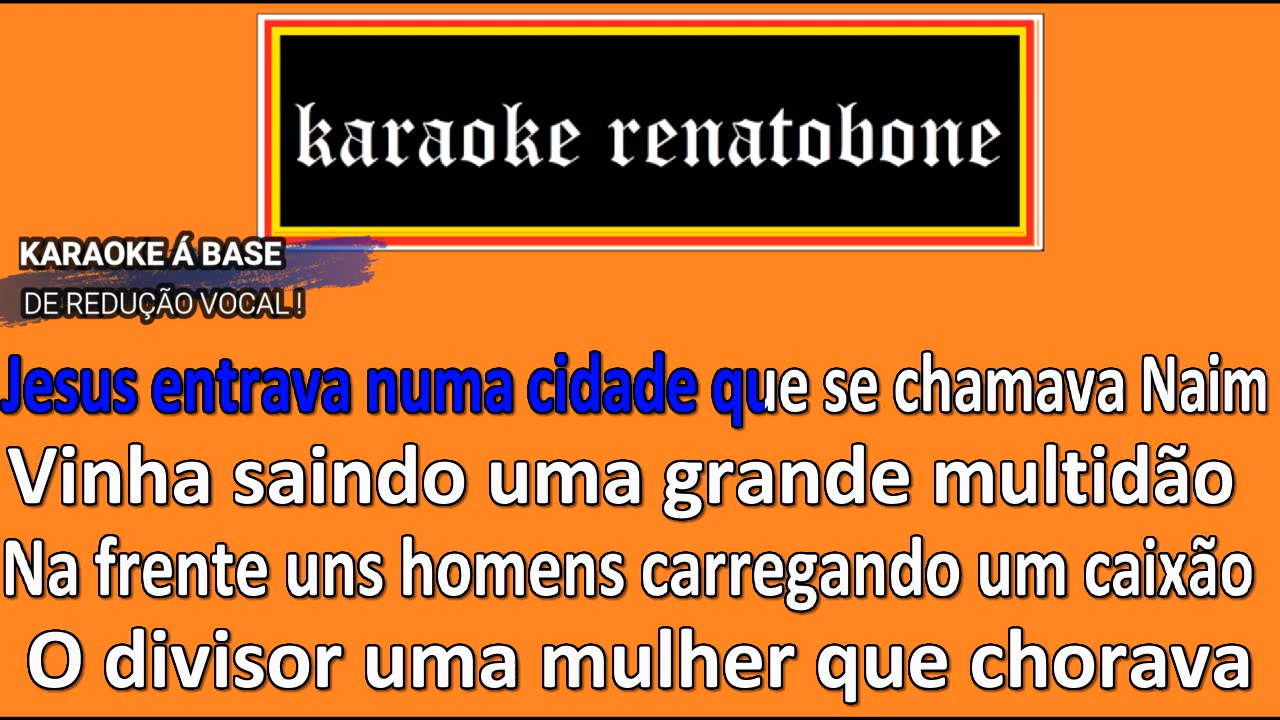 karaoke renatobone
KARAOKE Á BASE
DE REDUÇÃO VOCAL !
Jesus entrava numa cidade que se chamava Naim
Vinha saindo uma grande multidão
Na frente uns homens carregando um caixão
O divisor uma mulher que chorava